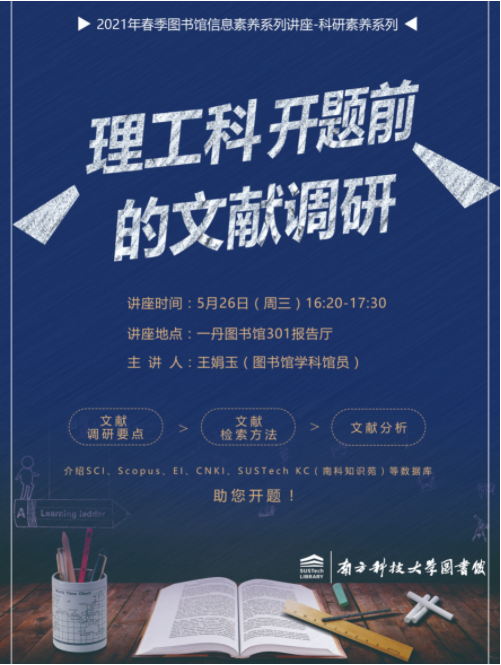 2021年春季图书馆信息素养系列讲座-科研素养系列
理工科开题前
的文献调研
讲座时间：5月26日（周三）16:20-17:30
讲座地点：一丹图书馆301报告厅
主 讲 人：王娟玉（图书馆学科馆员）
文献
调研要点
>
文献
检索方法
>
文献分析
介绍SCI、Scopus、EI、CNKI、SUSTech KC（南科知识苑）等数据库
助您开题！
A Learning ladder
SUSTech
LIBRARY
南方科技大学图书馆